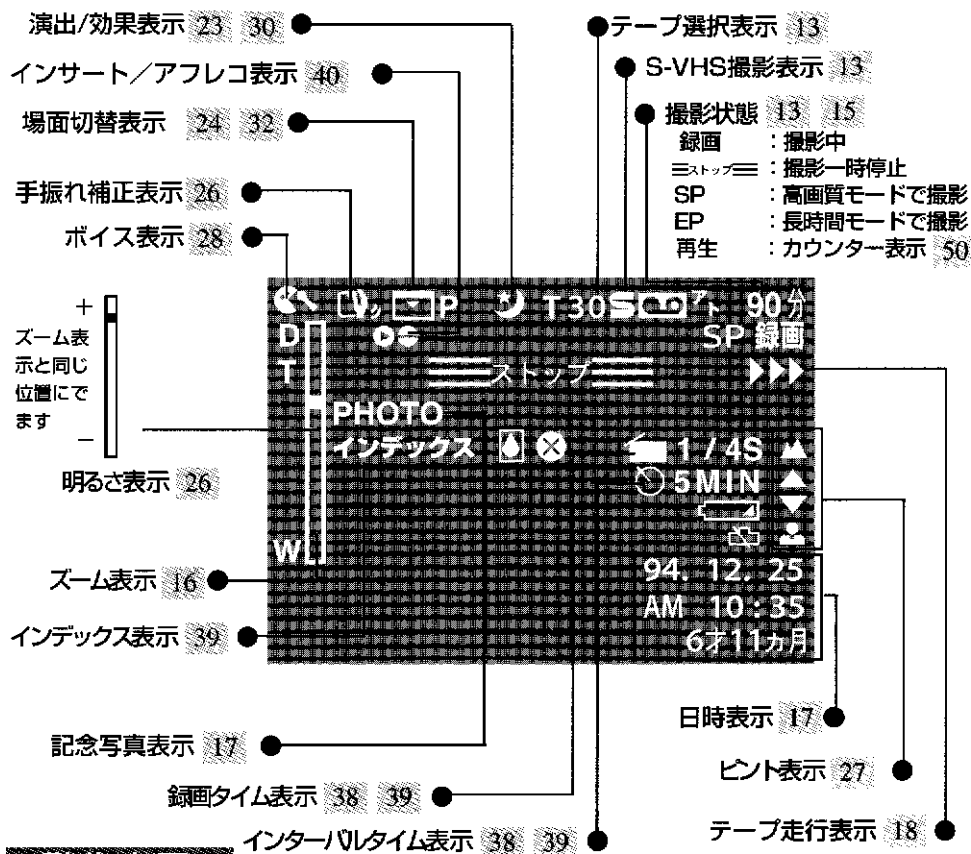 演出/効果表示 23 30
テープ選択表示 13
インサート／アフレコ表示 40
S-VHS撮影表示 13
場面切替表示 24 32
撮影状態 13 15
録画 :撮影中
ストップ :撮影一時停止
SP :高画質モードで撮影
EP :長時間モードで撮影
再生 :カウンター表示 50
手振れ補正表示 26
ボイス表示 28
+
ズーム表
示と同じ
位置にで
ます
−
明るさ表示 26
P T30 S アト 90分
D SP 録画
T ストップ
PHOTO
インデックス 1/4S
5MIN
W
94. 12. 25
AM 10:35
6才11ヵ月
ズーム表示 16
インデックス表示 39
記念写真表示 17
日時表示 17
ピント表示 27
録画タイム表示 38 39
インターバルタイム表示 38 39
テープ走行表示 18